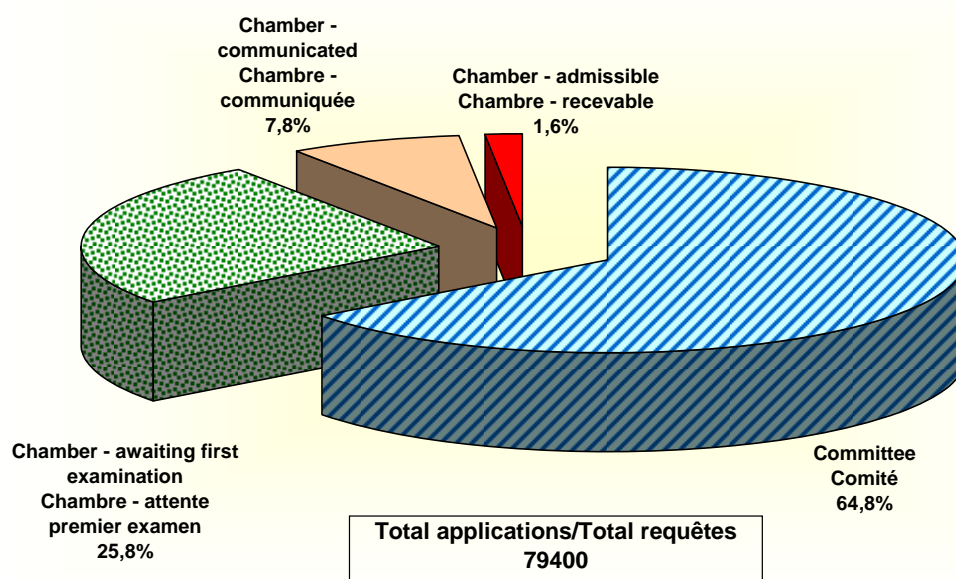 Chamber -
communicated
Chambre -
communiquée
7,8%
Chamber - admissible
Chambre - recevable
1,6%
Chamber - awaiting first
examination
Chambre - attente
premier examen
25,8%
Committee
Comité
64,8%
Total applications/Total requêtes
79400